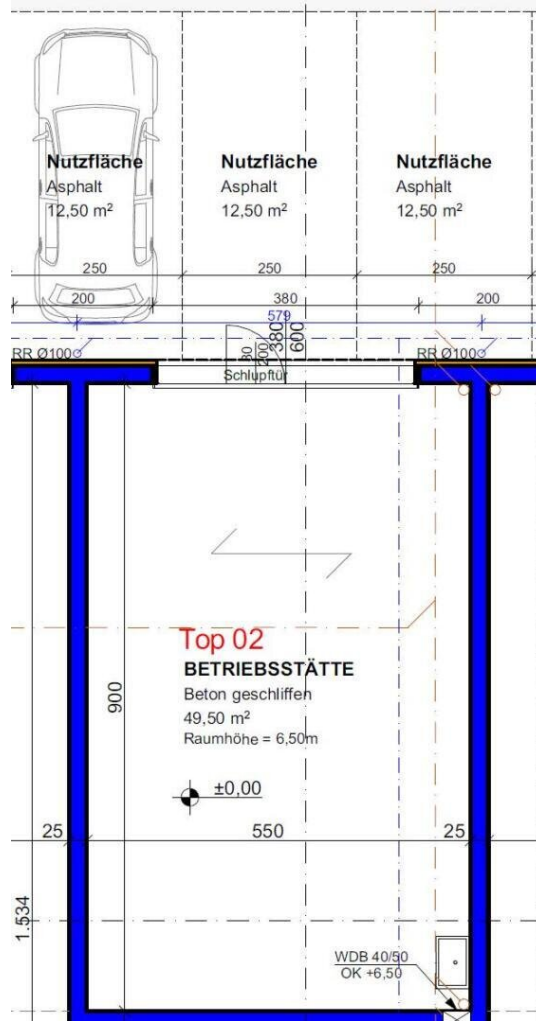 Nutzfläche
Asphalt
12,50 m²
Nutzfläche
Asphalt
12,50 m²
Nutzfläche
Asphalt
12,50 m²
250
250
250
200
380
200
579
RR Ø100
80
200
380
600
RR Ø100
Schlupftür
Top 02
BETRIEBSSTÄTTE
Beton geschliffen
49,50 m²
Raumhöhe = 6,50m
900
±0,00
25
550
25
1.534
WDB 40/50
OK +6,50